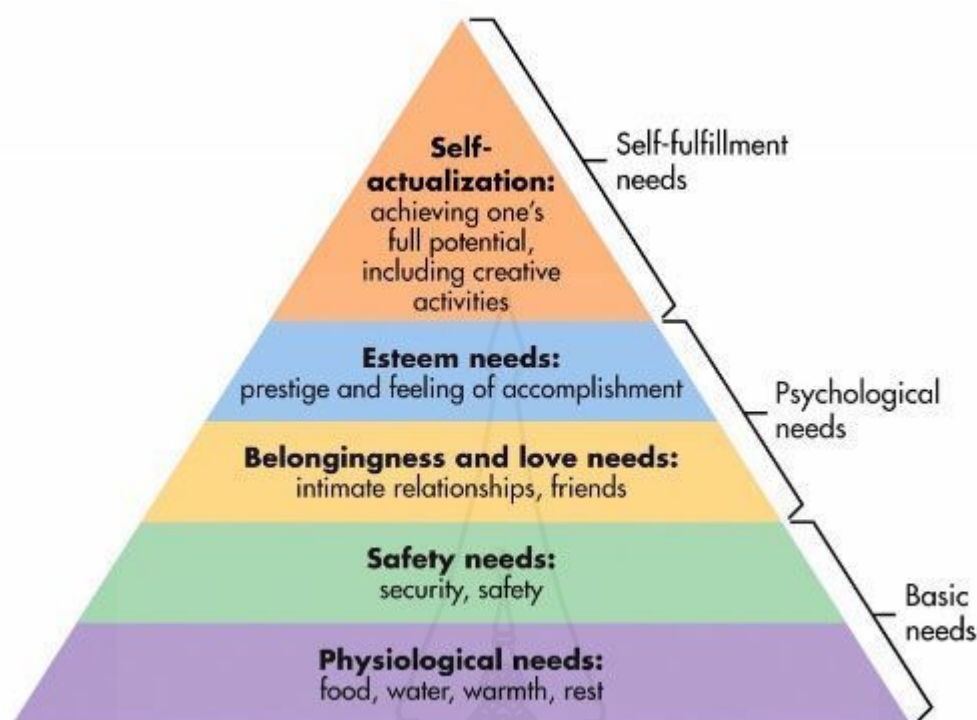 Self-
actualization:
achieving one's
full potential,
including creative
activities
Self-fulfillment
needs
Esteem needs:
prestige and feeling of accomplishment
Psychological
needs
Belongingness and love needs:
intimate relationships, friends
Safety needs:
security, safety
Basic
needs
Physiological needs:
food, water, warmth, rest